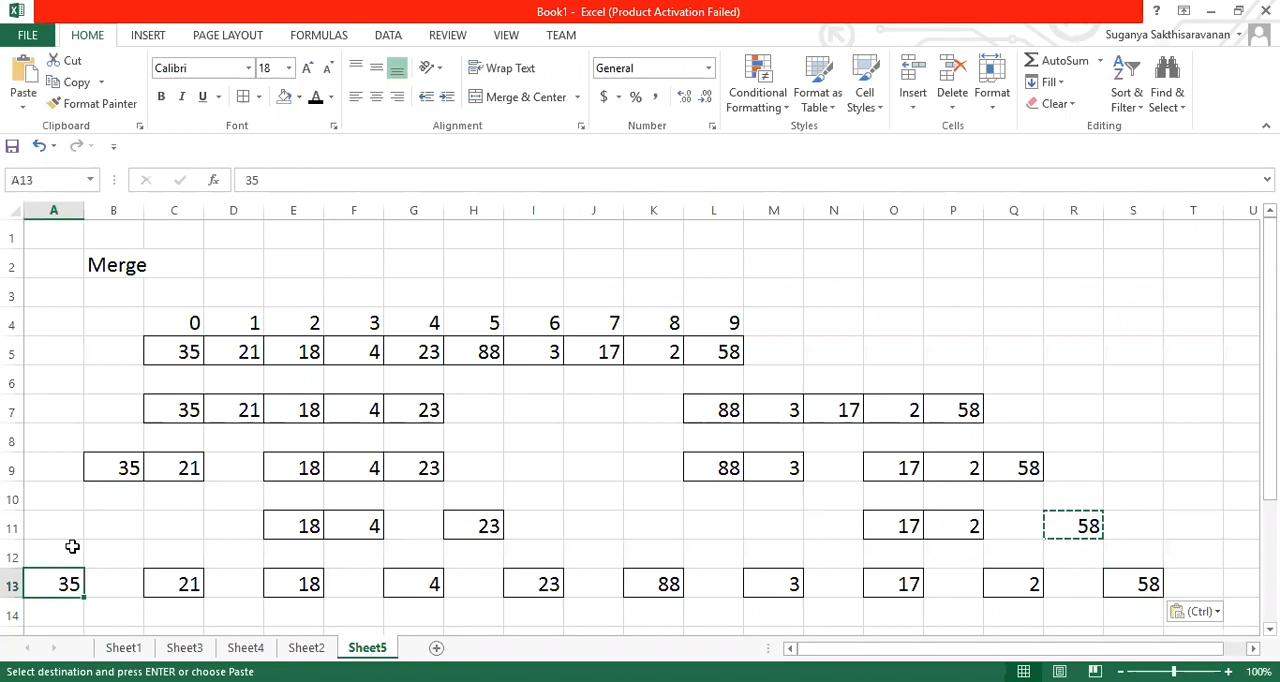 Book1 - Excel (Product Activation Failed)
?
FILE HOME INSERT PAGE LAYOUT FORMULAS DATA REVIEW VIEW TEAM
Suganya Sakthisaravanan
Paste
Cut
Copy
Format Painter
Clipboard
Calibri 18
B I U A
Font
Wrap Text
Merge & Center
Alignment
General
$ % ,
Number
Conditional Formatting
Format as Table
Cell Styles
Styles
Insert
Delete
Format
Cells
AutoSum
Fill
Clear
Sort & Filter
Find & Select
Editing
A13 fx 35
A B C D E F G H I J K L M N O P Q R S T U
1
2 Merge
3
4 0 1 2 3 4 5 6 7 8 9
5 35 21 18 4 23 88 3 17 2 58
6
7 35 21 18 4 23 88 3 17 2 58
8
9 35 21 18 4 23 88 3 17 2 58
10
11 18 4 23 17 2 58
12
13 35 21 18 4 23 88 3 17 2 58
14
(Ctrl)
Sheet1 Sheet3 Sheet4 Sheet2 Sheet5
Select destination and press ENTER or choose Paste
100%